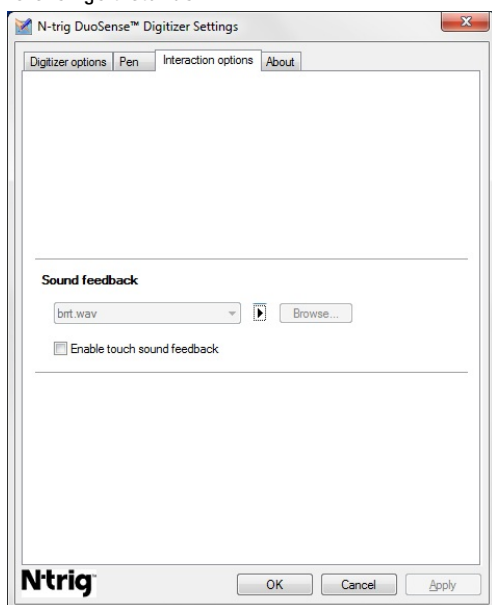 N-trig DuoSense™ Digitizer Settings
Digitizer options Pen Interaction options About
Sound feedback
brrt.wav Browse...
Enable touch sound feedback
N-trig OK Cancel Apply